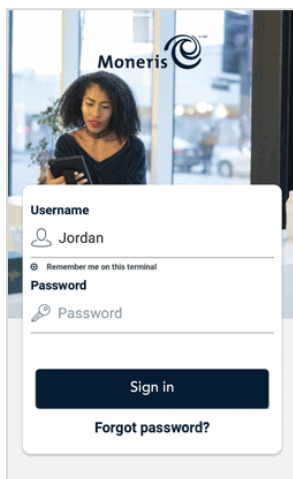 Moneris
Username
Jordan
Remember me on this terminal
Password
Password
Sign in
Forgot password?